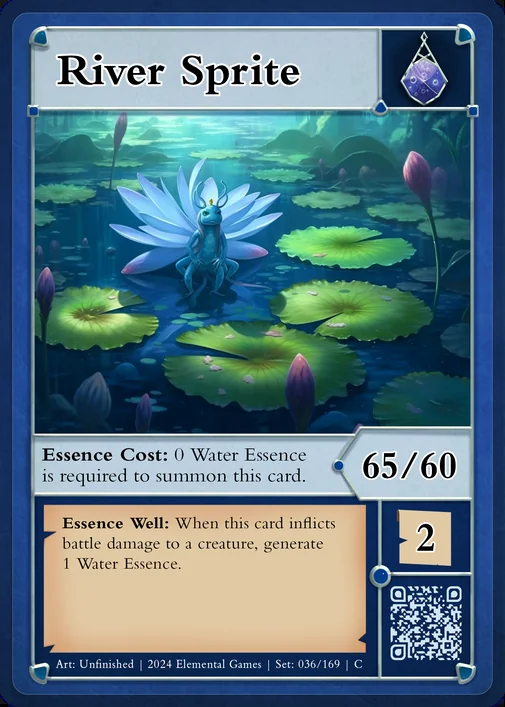 River Sprite
Essence Cost: 0 Water Essence
is required to summon this card.
65/60
Essence Well: When this card inflicts
battle damage to a creature, generate
1 Water Essence.
2
Art: Unfinished | 2024 Elemental Games | Set: 036/169 | C